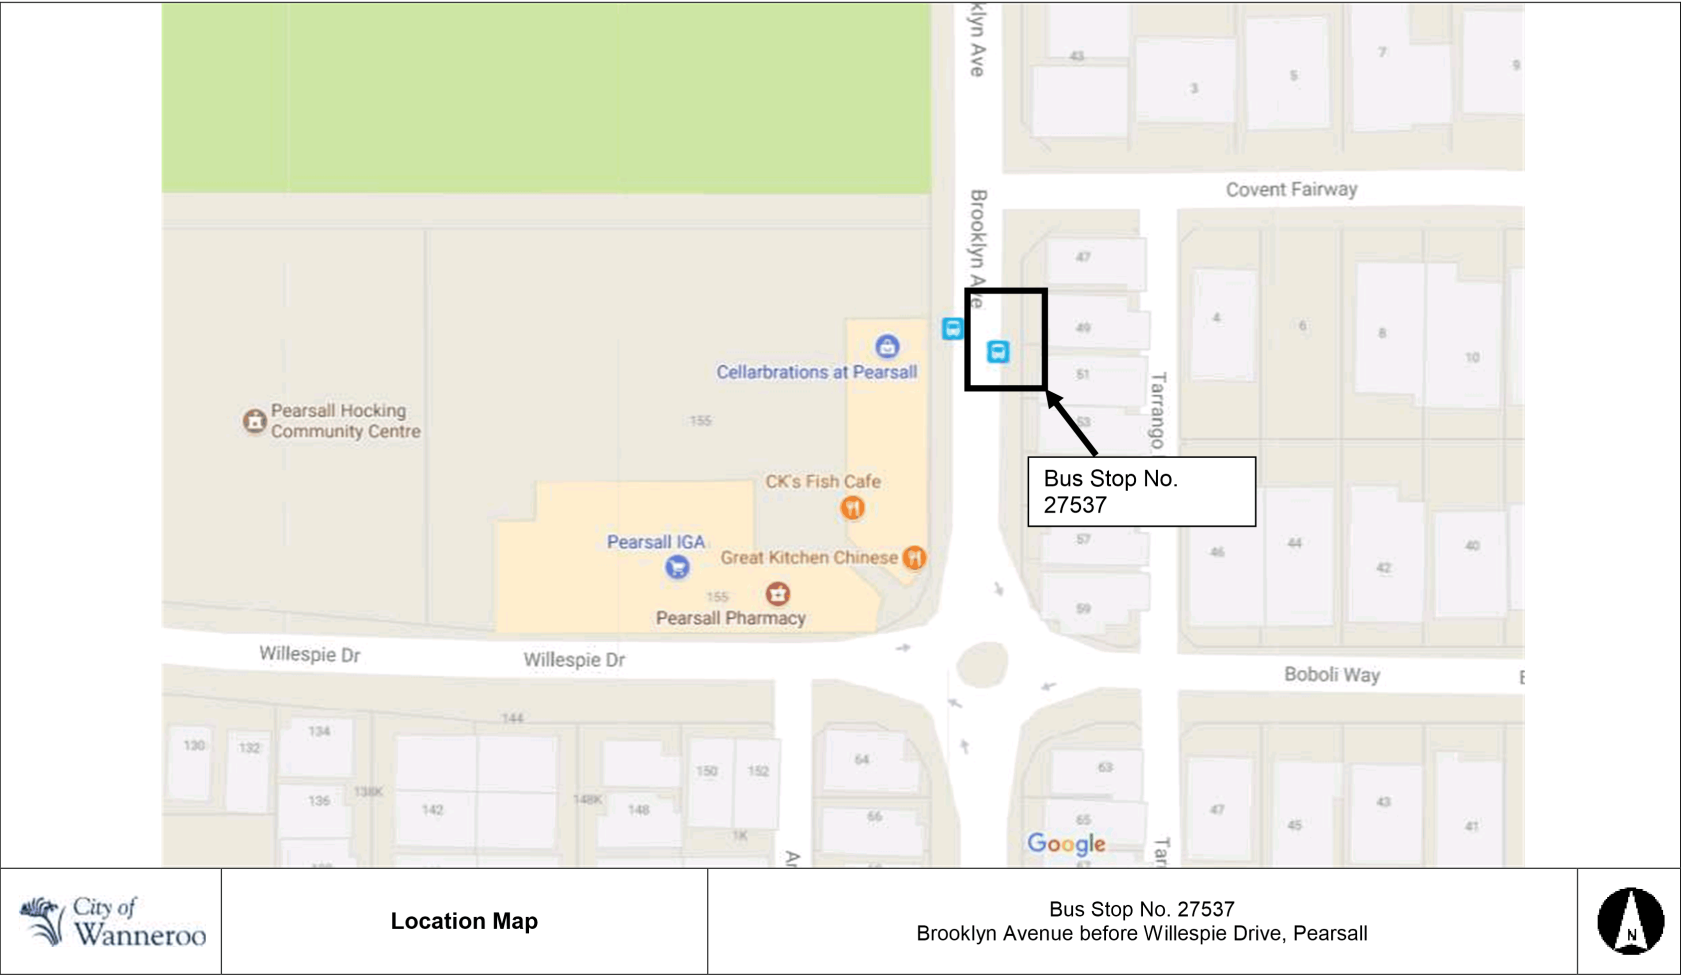 klyn Ave
43
3
5
7
9
Covent Fairway
Brooklyn Ave
47
49
51
53
4
6
8
10
Tarrango
Cellarbrations at Pearsall
Pearsall Hocking
Community Centre
155
CK's Fish Cafe
Bus Stop No.
27537
Pearsall IGA
Great Kitchen Chinese
155
Pearsall Pharmacy
57
59
46
44
42
40
Willespie Dr
Willespie Dr
Boboli Way
130
132
134
136
138K
144
142
148K
148
150
152
1K
64
66
63
65
47
45
43
41
Ar
Tarr
Google
City of
Wanneroo
Location Map
Bus Stop No. 27537
Brooklyn Avenue before Willespie Drive, Pearsall
N